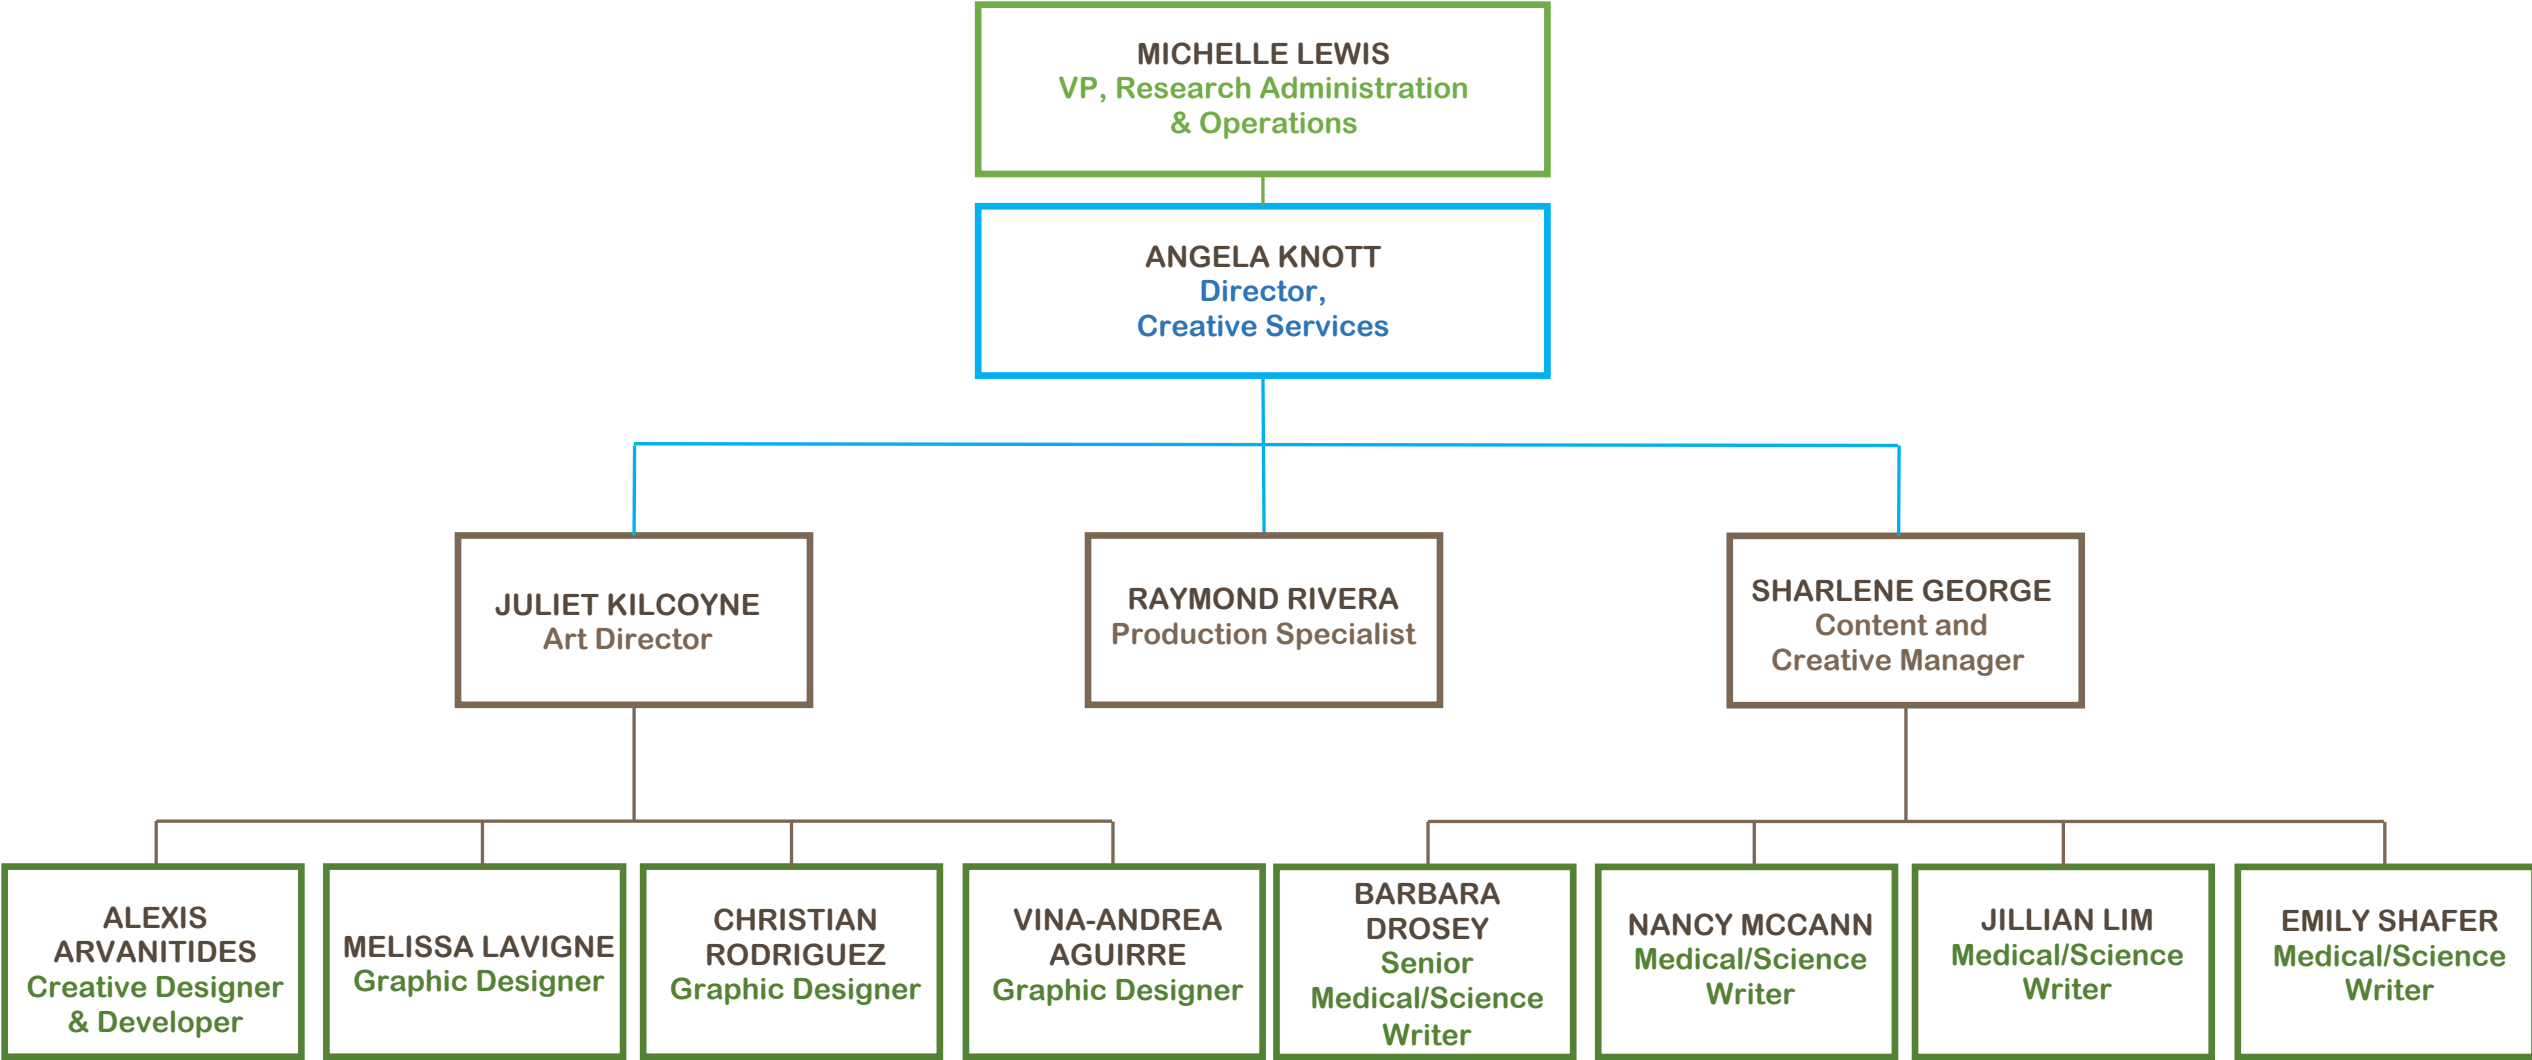 MICHELLE LEWIS
VP, Research Administration
& Operations
ANGELA KNOTT
Director,
Creative Services
JULIET KILCOYNE
Art Director
RAYMOND RIVERA
Production Specialist
SHARLENE GEORGE
Content and
Creative Manager
ALEXIS
ARVANITIDES
Creative Designer
& Developer
MELISSA LAVIGNE
Graphic Designer
CHRISTIAN
RODRIGUEZ
Graphic Designer
VINA-ANDREA
AGUIRRE
Graphic Designer
BARBARA
DROSEY
Senior
Medical/Science
Writer
NANCY MCCANN
Medical/Science
Writer
JILLIAN LIM
Medical/Science
Writer
EMILY SHAFER
Medical/Science
Writer